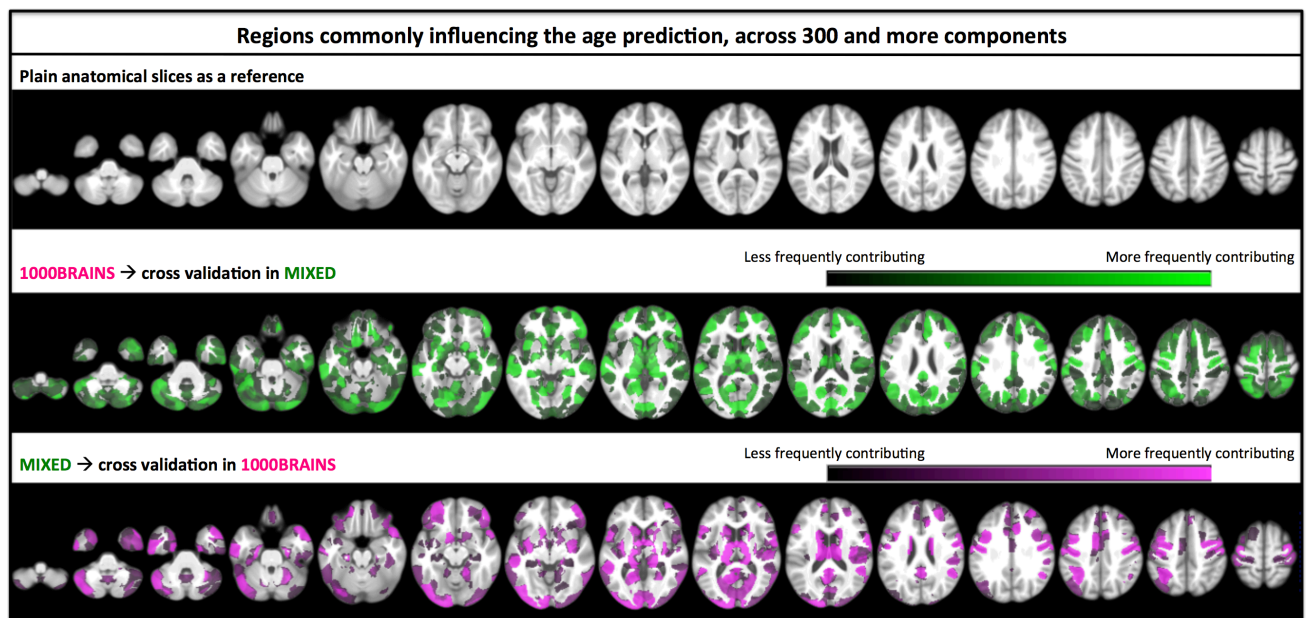 Regions commonly influencing the age prediction, across 300 and more components
Plain anatomical slices as a reference
1000BRAINS → cross validation in MIXED
Less frequently contributing More frequently contributing
MIXED → cross validation in 1000BRAINS
Less frequently contributing More frequently contributing